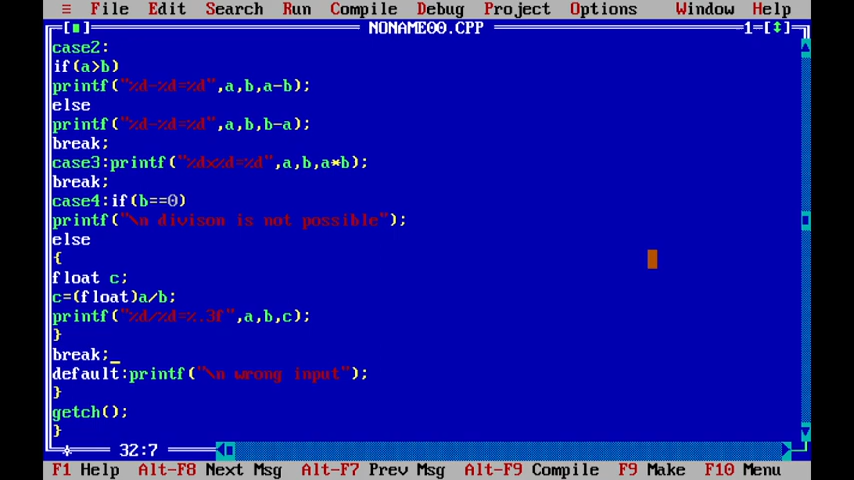 ≡ File Edit Search Run Compile Debug Project Options Window Help
[■] NONAME00.CPP 1=[↕]
case2:
if(a>b)
printf("%d-%d=%d",a,b,a-b);
else
printf("%d-%d=%d",a,b,b-a);
break;
case3:printf("%dx%d=%d",a,b,a*b);
break;
case4:if(b==0)
printf("\n divison is not possible");
else
{
float c;
c=(float)a/b;
printf("%d/%d=%.3f",a,b,c);
}
break;_
default:printf("\n wrong input");
}
getch();
}
32:7
F1 Help Alt-F8 Next Msg Alt-F7 Prev Msg Alt-F9 Compile F9 Make F10 Menu